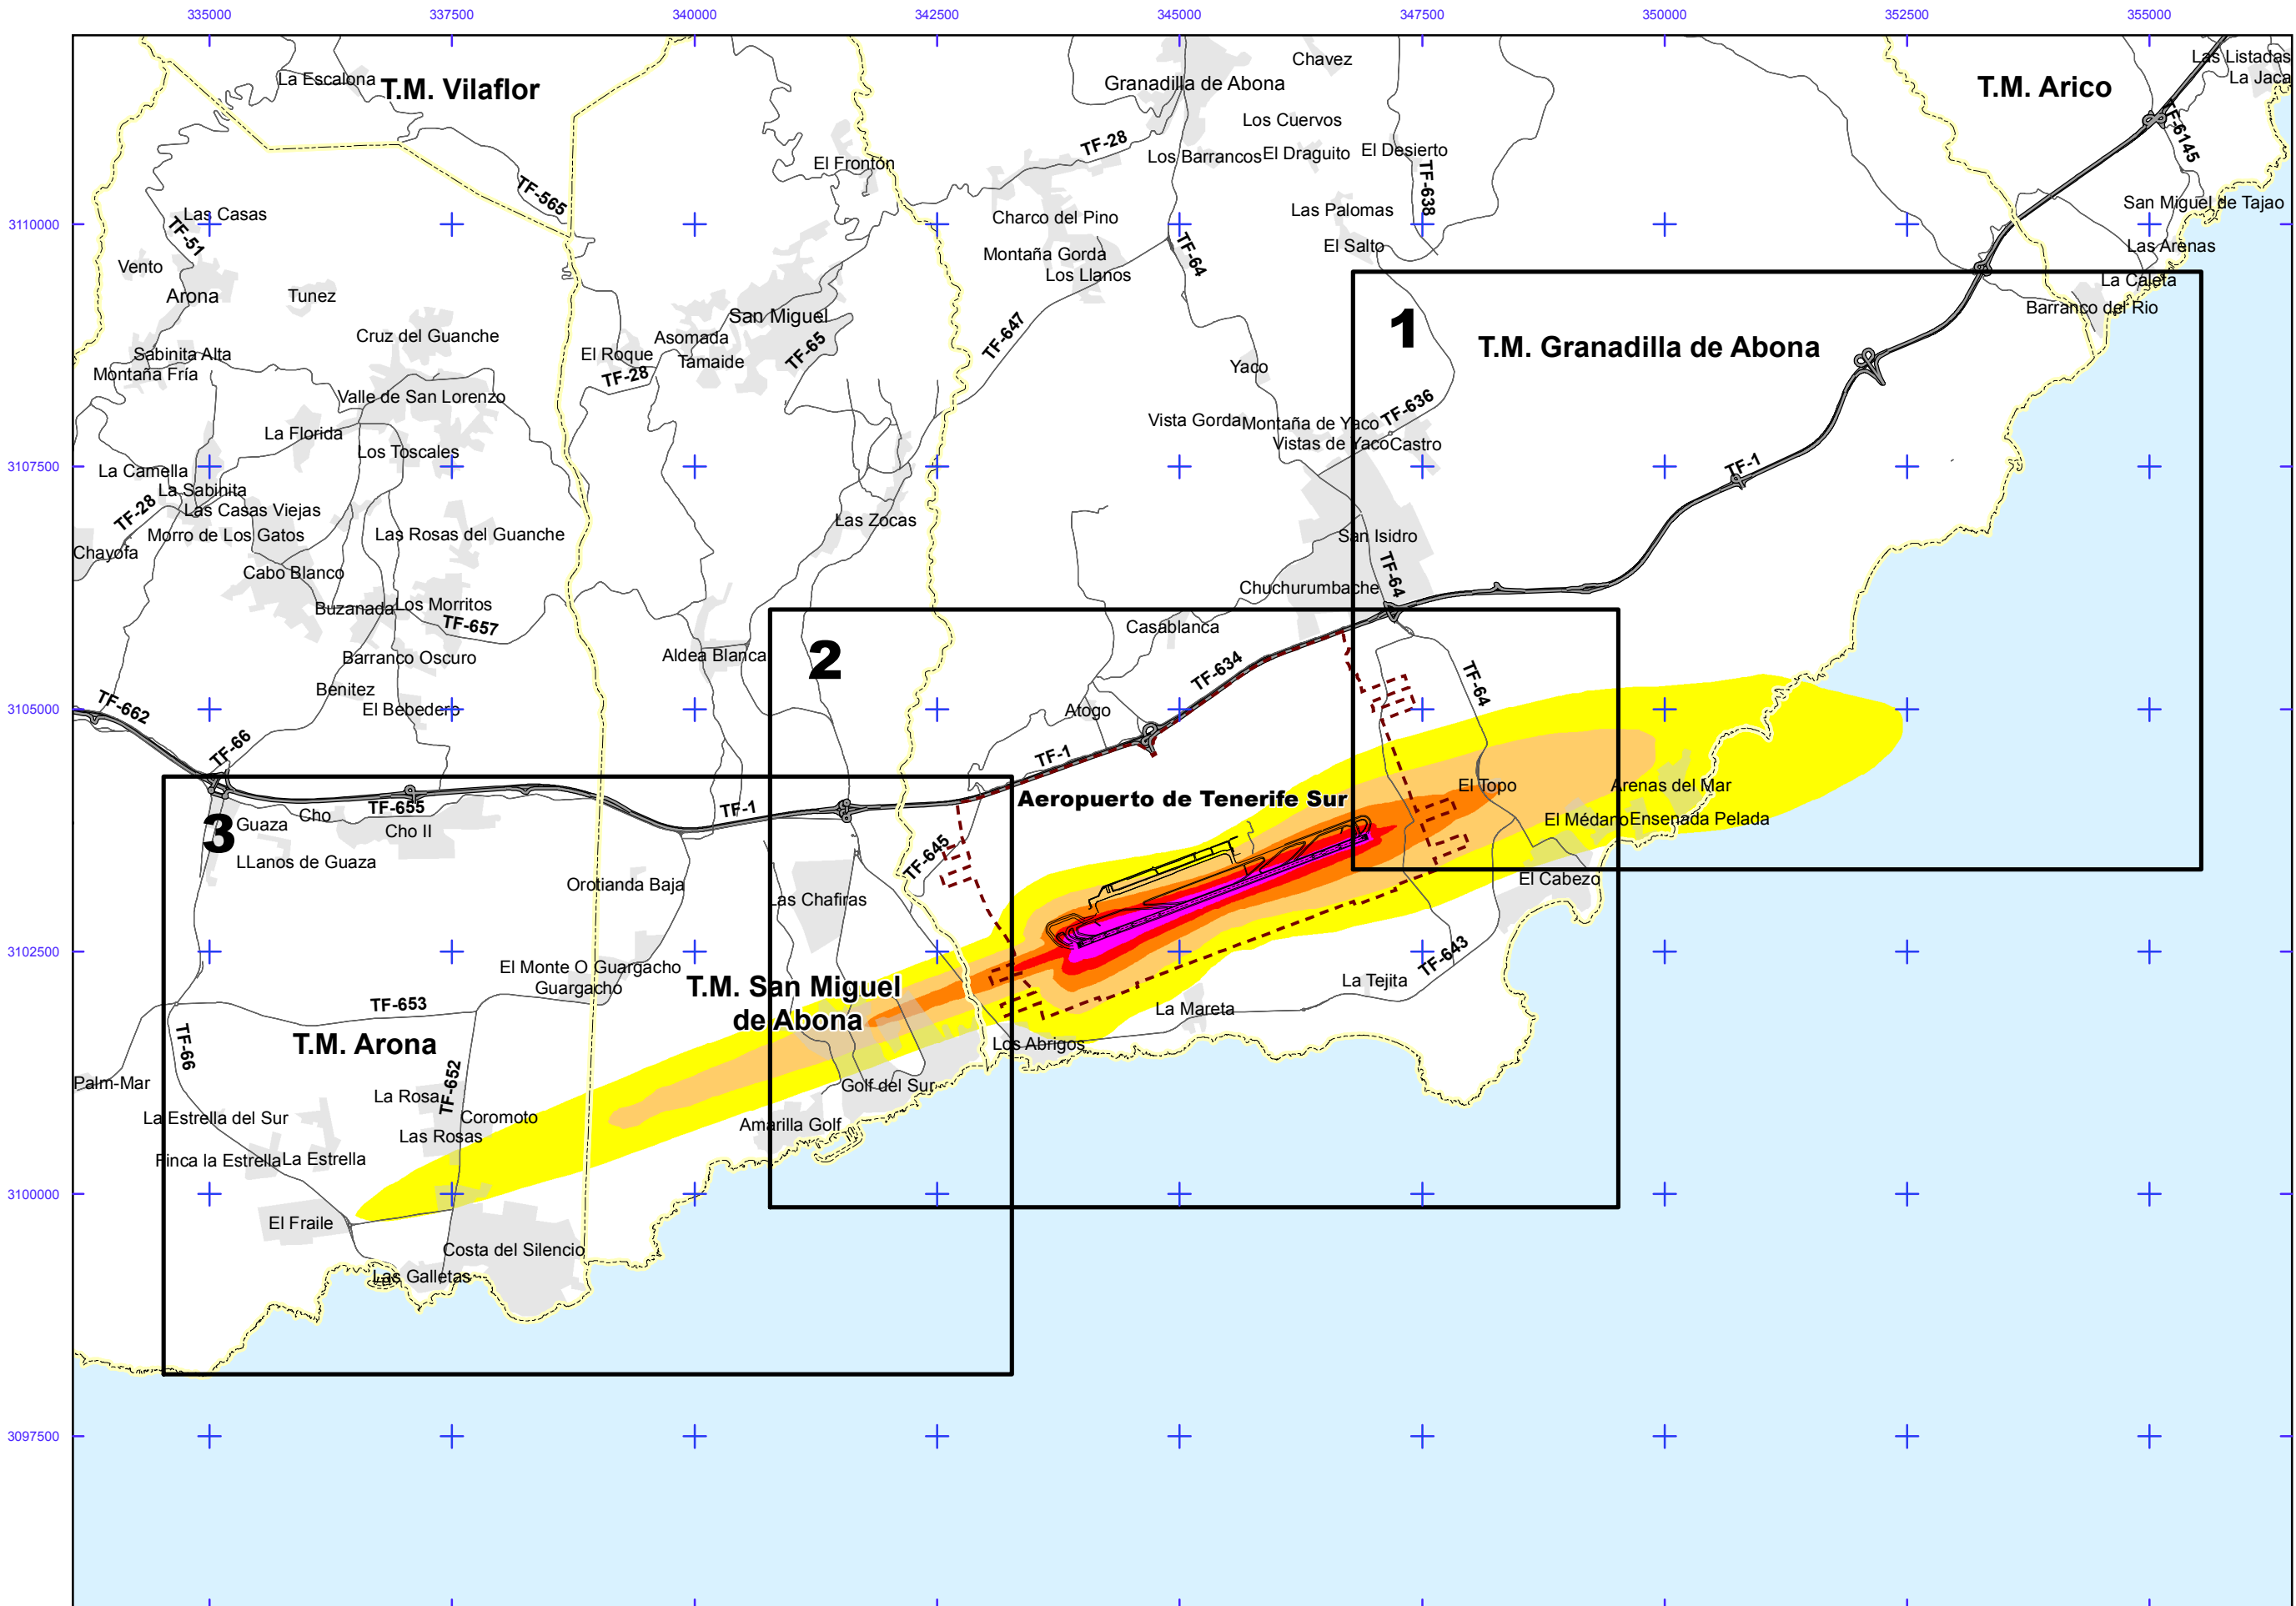 335000 337500 340000 342500 345000 347500 350000 352500 355000
Las Listadas
La Jaca
Chavez
La Escalona
T.M. Vilaflor
Granadilla de Abona
T.M. Arico
Los Cuervos
TF-6145
TF-28
El Frontón
Los Barrancos
El Draguito
El Desierto
TF-638
TF-565
Las Casas
Charco del Pino
Las Palomas
San Miguel de Tajao
3110000
TF-51
El Salto
Las Arenas
Vento
Montaña Gorda
Los Llanos
TF-64
La Caleta
Arona
Tunez
Barranco del Rio
San Miguel
1
T.M. Granadilla de Abona
Cruz del Guanche
Asomada
TF-647
Sabinita Alta
El Roque
Tamaide
TF-65
Montaña Fría
TF-28
Yaco
Valle de San Lorenzo
TF-636
Vista Gorda
Montaña de Yaco
La Florida
Vistas de Yaco
Castro
Los Toscales
3107500
La Camella
TF-1
La Sabinita
TF-28
Las Casas Viejas
Las Zocas
Morro de Los Gatos
Las Rosas del Guanche
San Isidro
Chayofa
Cabo Blanco
Chuchurumbache
TF-64
Buzanada
Los Morritos
TF-657
Casablanca
Barranco Oscuro
Aldea Blanca
2
TF-634
Benitez
TF-64
3105000
TF-662
El Bebedero
Atogo
TF-66
TF-1
El Topo
Arenas del Mar
Aeropuerto de Tenerife Sur
TF-655
TF-1
Cho
3
Guaza
Cho II
El Médano
Ensenada Pelada
LLanos de Guaza
TF-645
Orotianda Baja
El Cabezo
Las Chafiras
3102500
El Monte O Guargacho
Guargacho
TF-643
La Tejita
T.M. San Miguel
de Abona
TF-653
La Mareta
T.M. Arona
TF-66
Los Abrigos
Palm-Mar
TF-652
Golf del Sur
La Rosa
La Estrella del Sur
Coromoto
Amarilla Golf
Las Rosas
Finca la Estrella
La Estrella
3100000
El Fraile
Costa del Silencio
Las Galletas
3097500